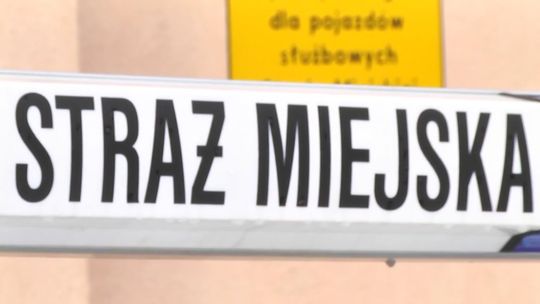 dla pojazdów
służbowych
STRAŻ MIEJSKA